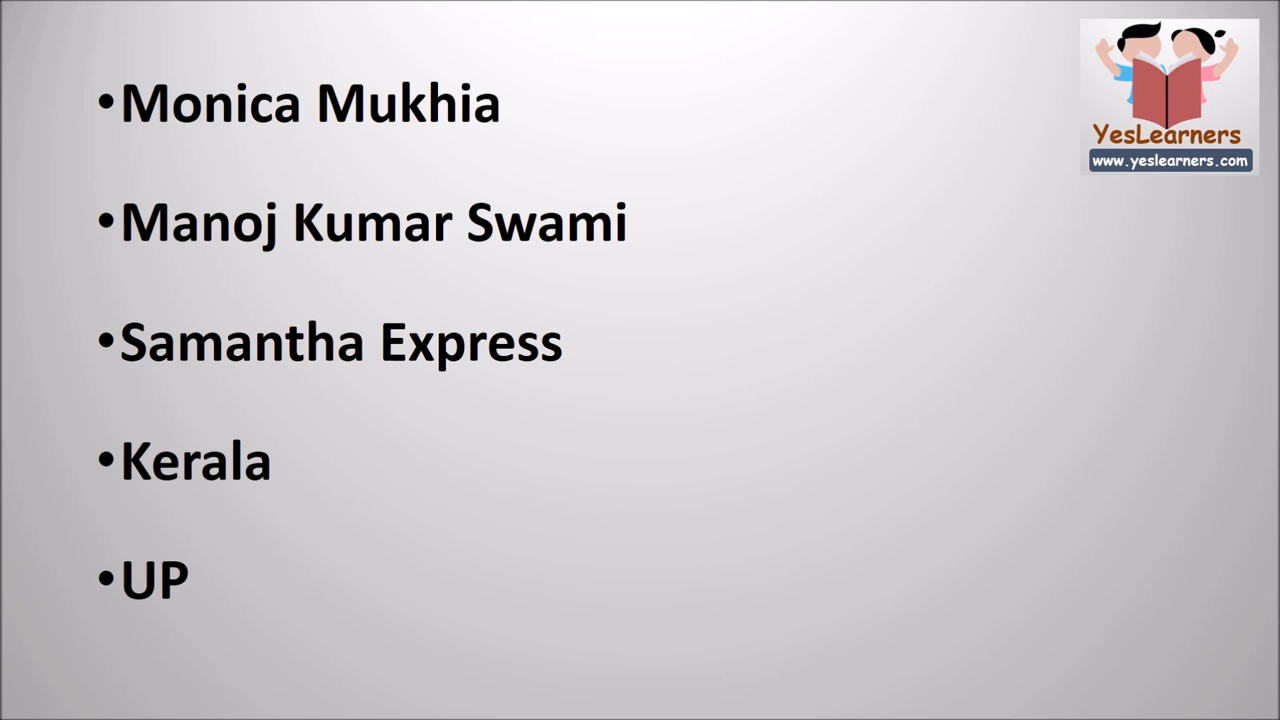 •Monica Mukhia
•Manoj Kumar Swami
•Samantha Express
•Kerala
•UP
YesLearners
www.yeslearners.com